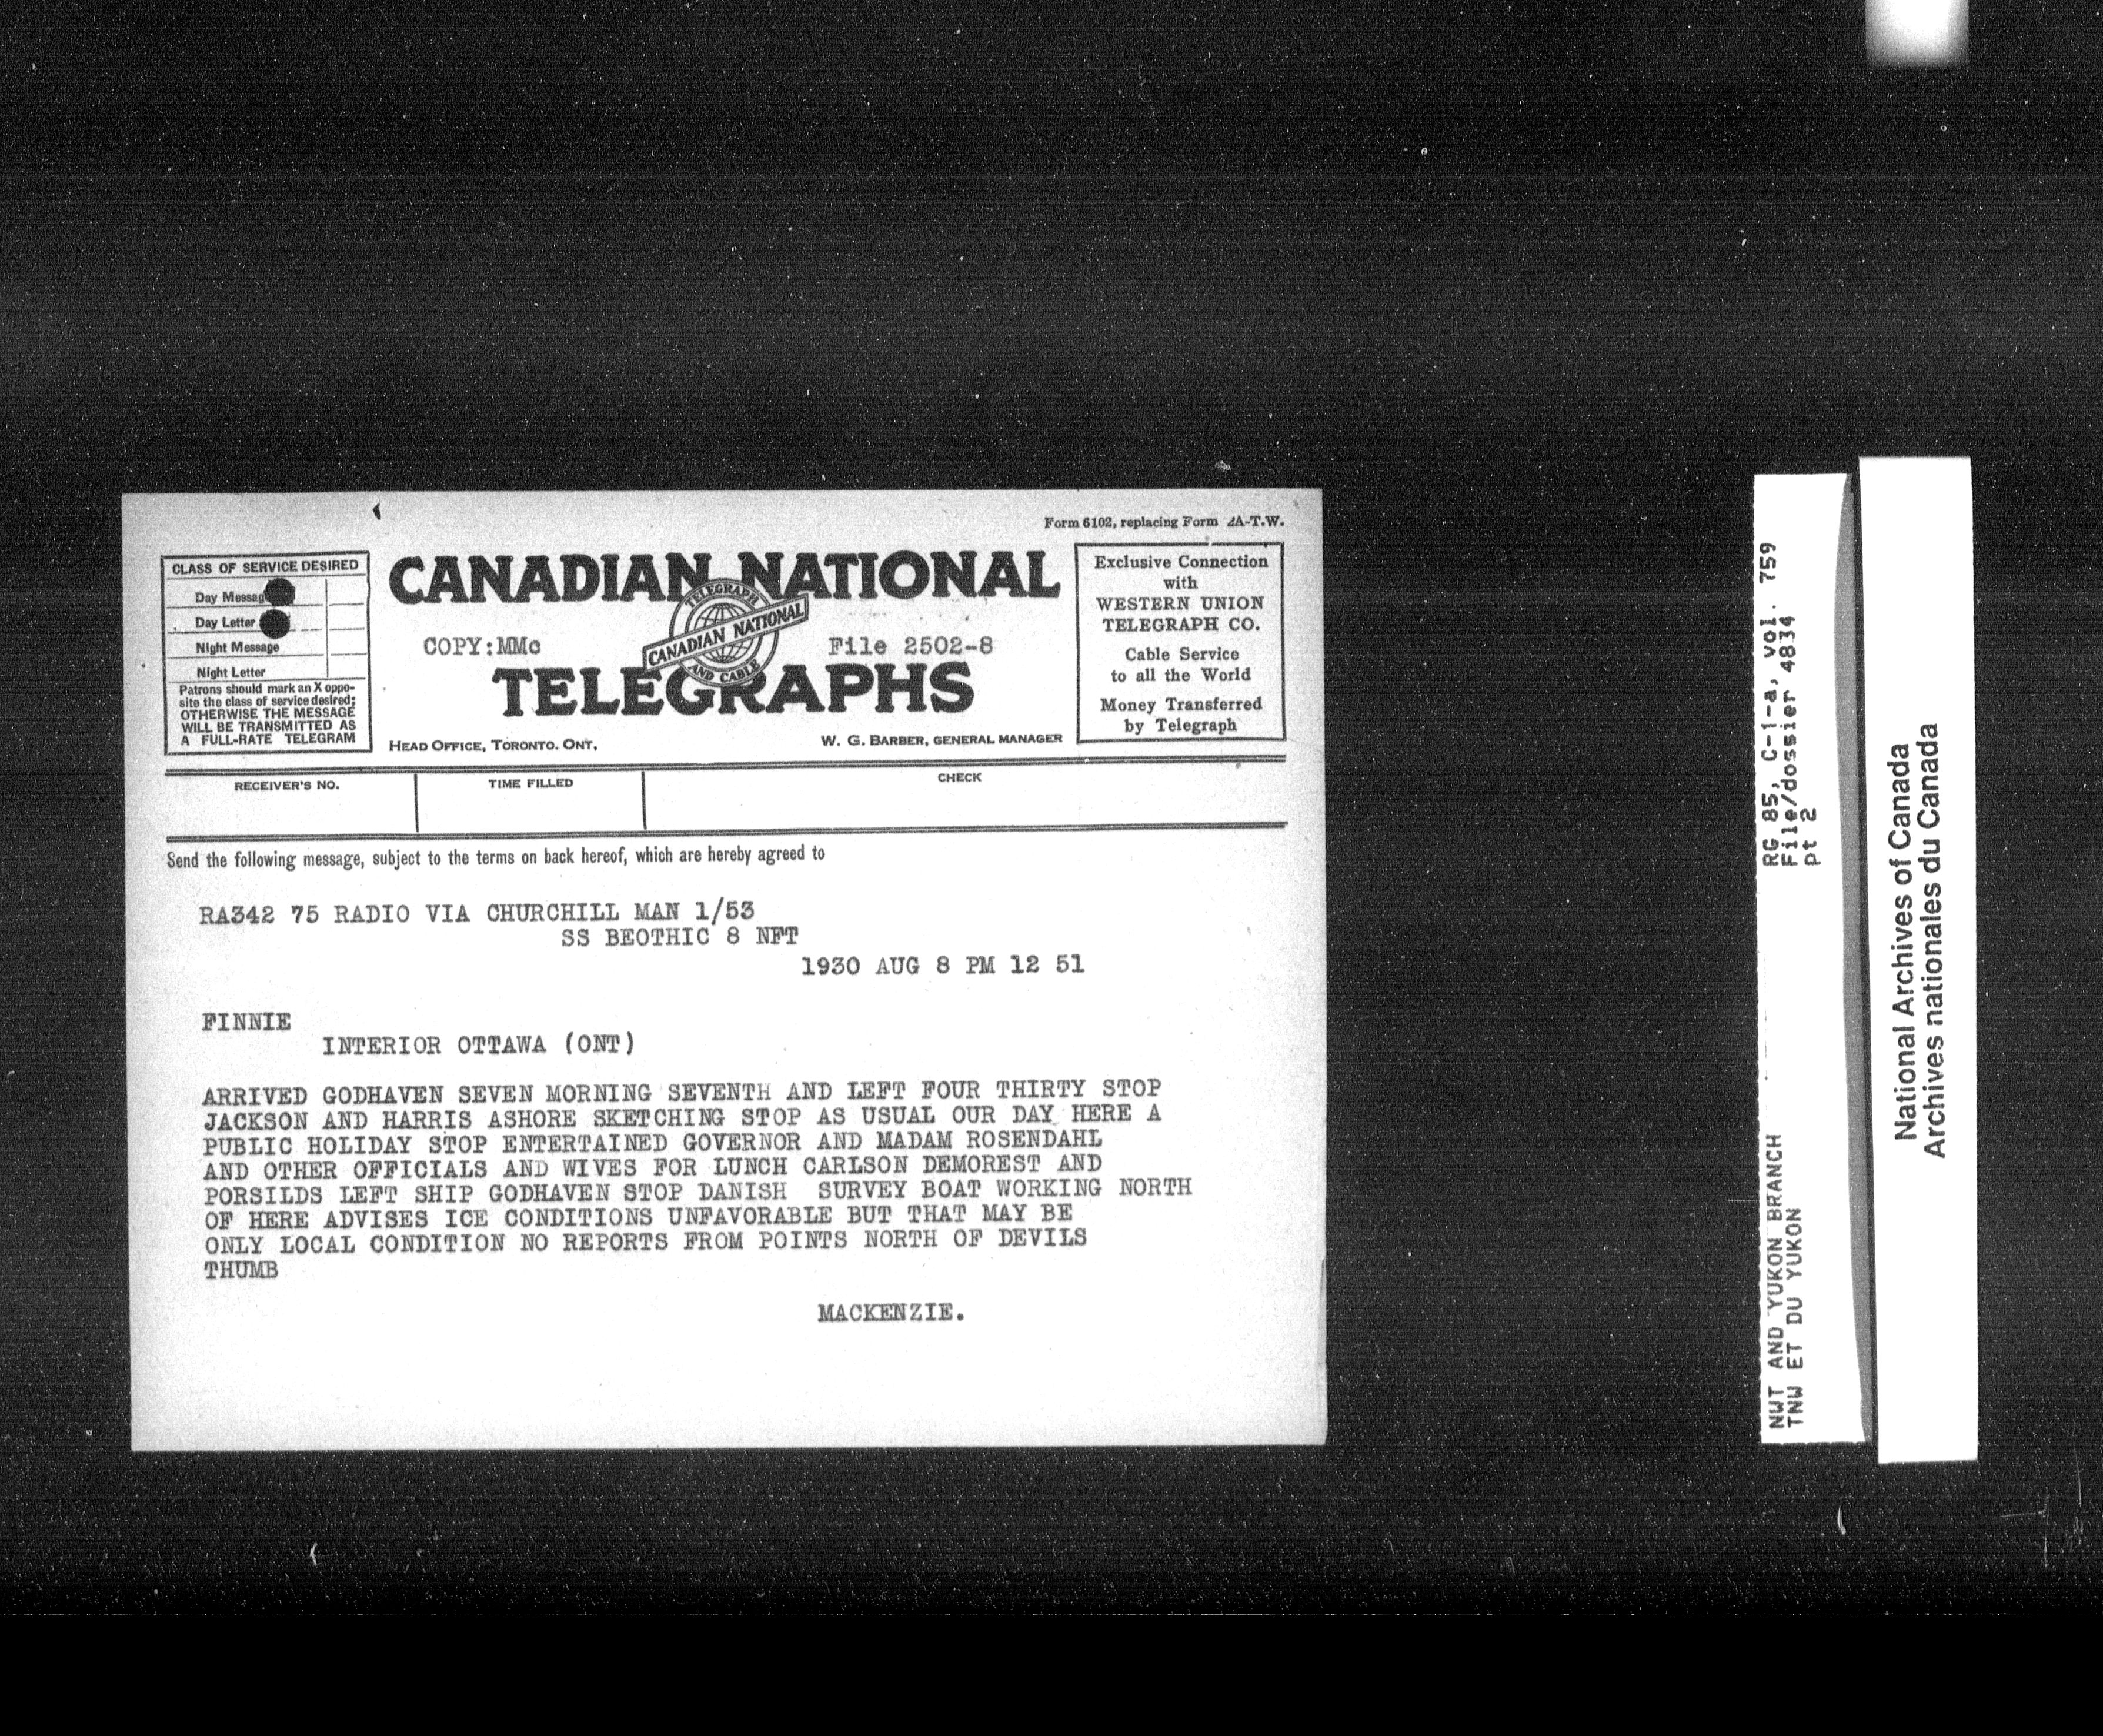 Form 6102, replacing Form 2A-T.W.
CLASS OF SERVICE DESIRED
Day Messag
Day Letter
Night Message
Night Letter
Patrons should mark an X oppo-
site the class of service desired;
OTHERWISE THE MESSAGE
WILL BE TRANSMITTED AS
A FULL-RATE TELEGRAM
CANADIAN NATIONAL
TELEGRAPH
CANADIAN NATIONAL
AND CABLE
COPY:MMc
File 2502-8
TELEGRAPHS
HEAD OFFICE, TORONTO. ONT,
W. G. BARBER, GENERAL MANAGER
Exclusive Connection
with
WESTERN UNION
TELEGRAPH CO.
Cable Service
to all the World
Money Transferred
by Telegraph
RECEIVER'S NO.
TIME FILLED
CHECK
Send the following message, subject to the terms on back hereof, which are hereby agreed to
RA342 75 RADIO VIA CHURCHILL MAN 1/53
SS BEOTHIC 8 NFT
1930 AUG 8 PM 12 51
FINNIE
INTERIOR OTTAWA (ONT)
ARRIVED GODHAVEN SEVEN MORNING SEVENTH AND LEFT FOUR THIRTY STOP
JACKSON AND HARRIS ASHORE SKETCHING STOP AS USUAL OUR DAY HERE A
PUBLIC HOLIDAY STOP ENTERTAINED GOVERNOR AND MADAM ROSENDAHL
AND OTHER OFFICIALS AND WIVES FOR LUNCH CARLSON DEMOREST AND
PORSILDS LEFT SHIP GODHAVEN STOP DANISH SURVEY BOAT WORKING NORTH
OF HERE ADVISES ICE CONDITIONS UNFAVORABLE BUT THAT MAY BE
ONLY LOCAL CONDITION NO REPORTS FROM POINTS NORTH OF DEVILS
THUMB
MACKENZIE.
NWT AND YUKON BRANCH
TNW ET DU YUKON
RG 85, C-1-a, vol. 759
File/dossier 4834
pt 2
National Archives of Canada
Archives nationales du Canada